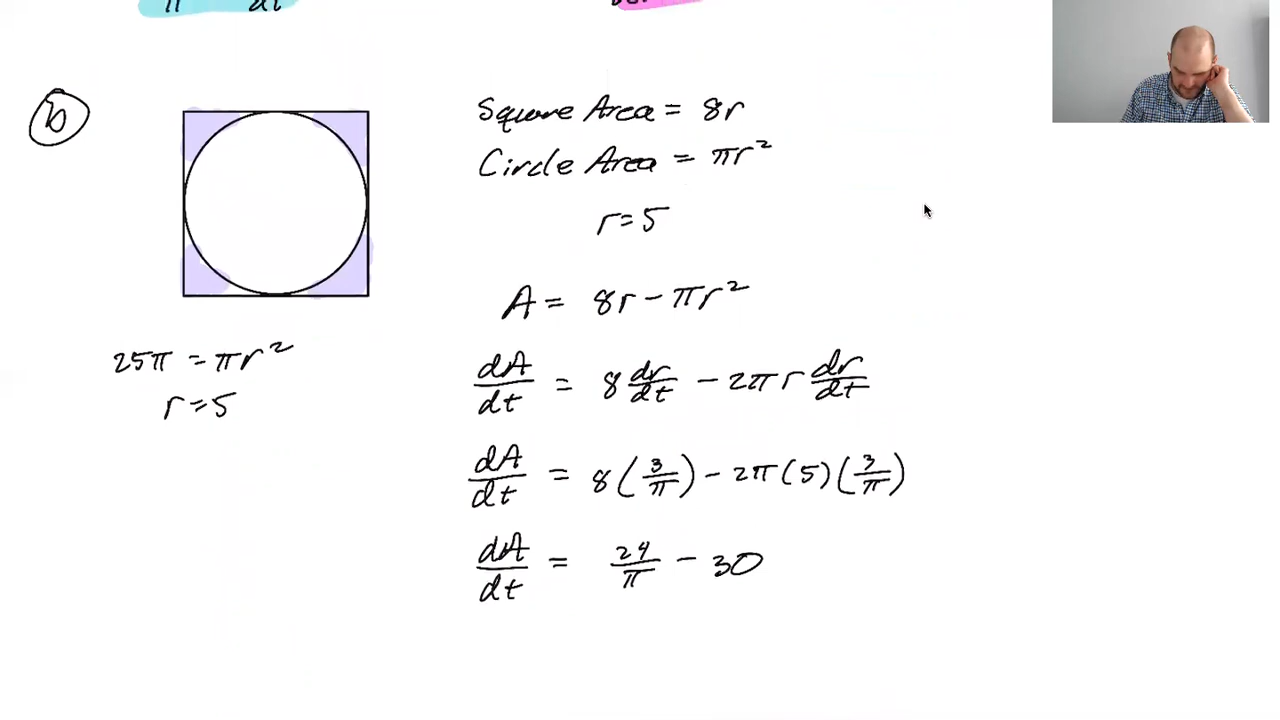 π dt
b
Square Area = 8r
Circle Area = πr²
r=5
A = 8r − πr²
25π = πr²
r=5
dA/dt = 8 dr/dt − 2πr dr/dt
dA/dt = 8(3/π) − 2π(5)(3/π)
dA/dt = 24/π − 30